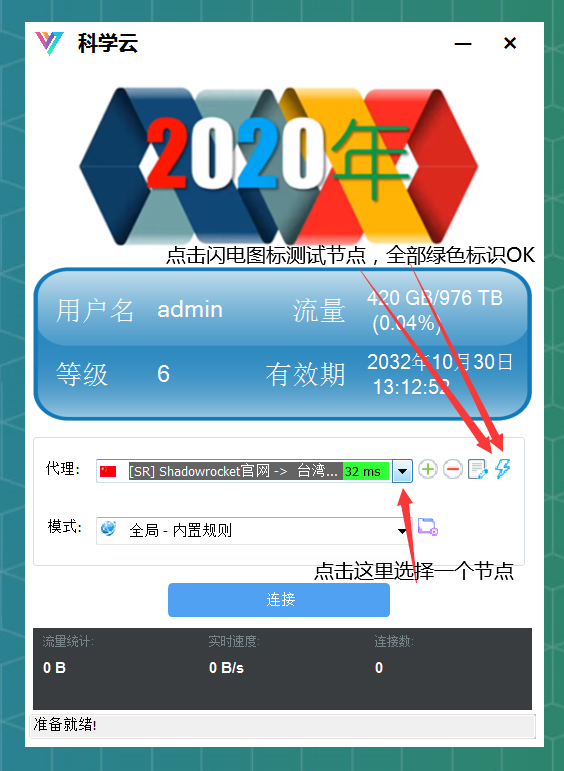 科学云
2020年
点击闪电图标测试节点，全部绿色标识OK
用户名 admin 流量 420 GB/976 TB
(0.04%)
等级 6 有效期 2032年10月30日
13:12:52
代理: [SR] Shadowrocket官网 -> 台湾... 32 ms
模式: 全局 - 内置规则
点击这里选择一个节点
连接
流量统计: 实时速度: 连接数:
0 B 0 B/s 0
准备就绪!